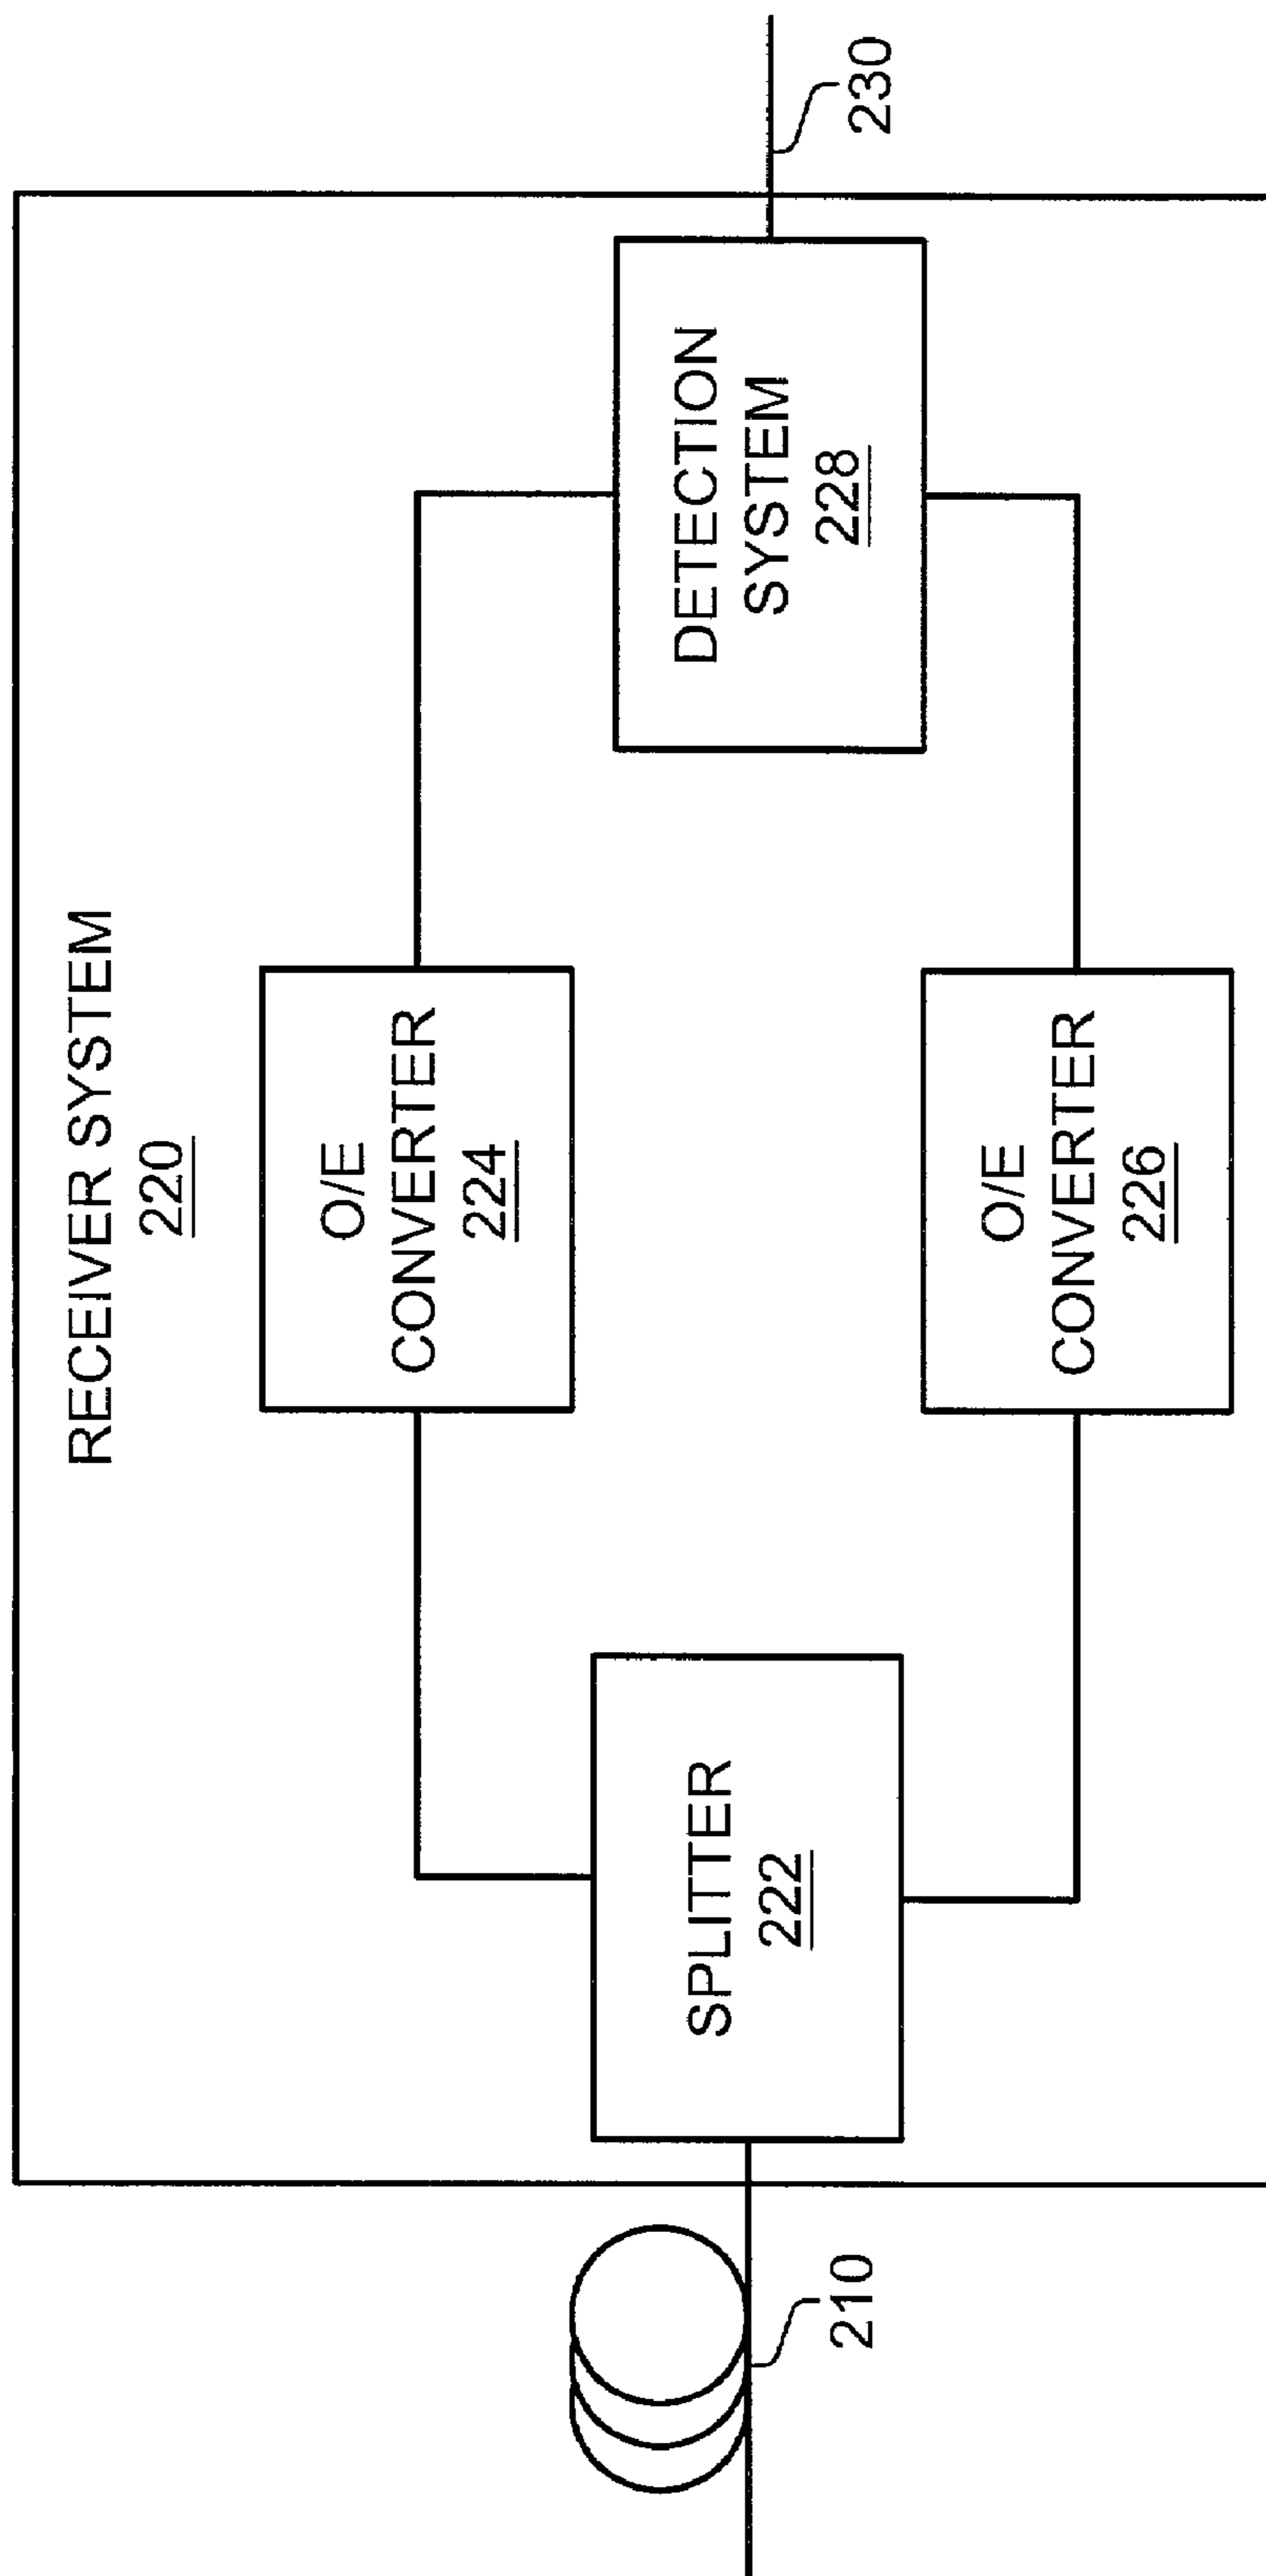 RECEIVER SYSTEM
220
O/E
CONVERTER
224
SPLITTER
222
DETECTION
SYSTEM
228
O/E
CONVERTER
226
210
230